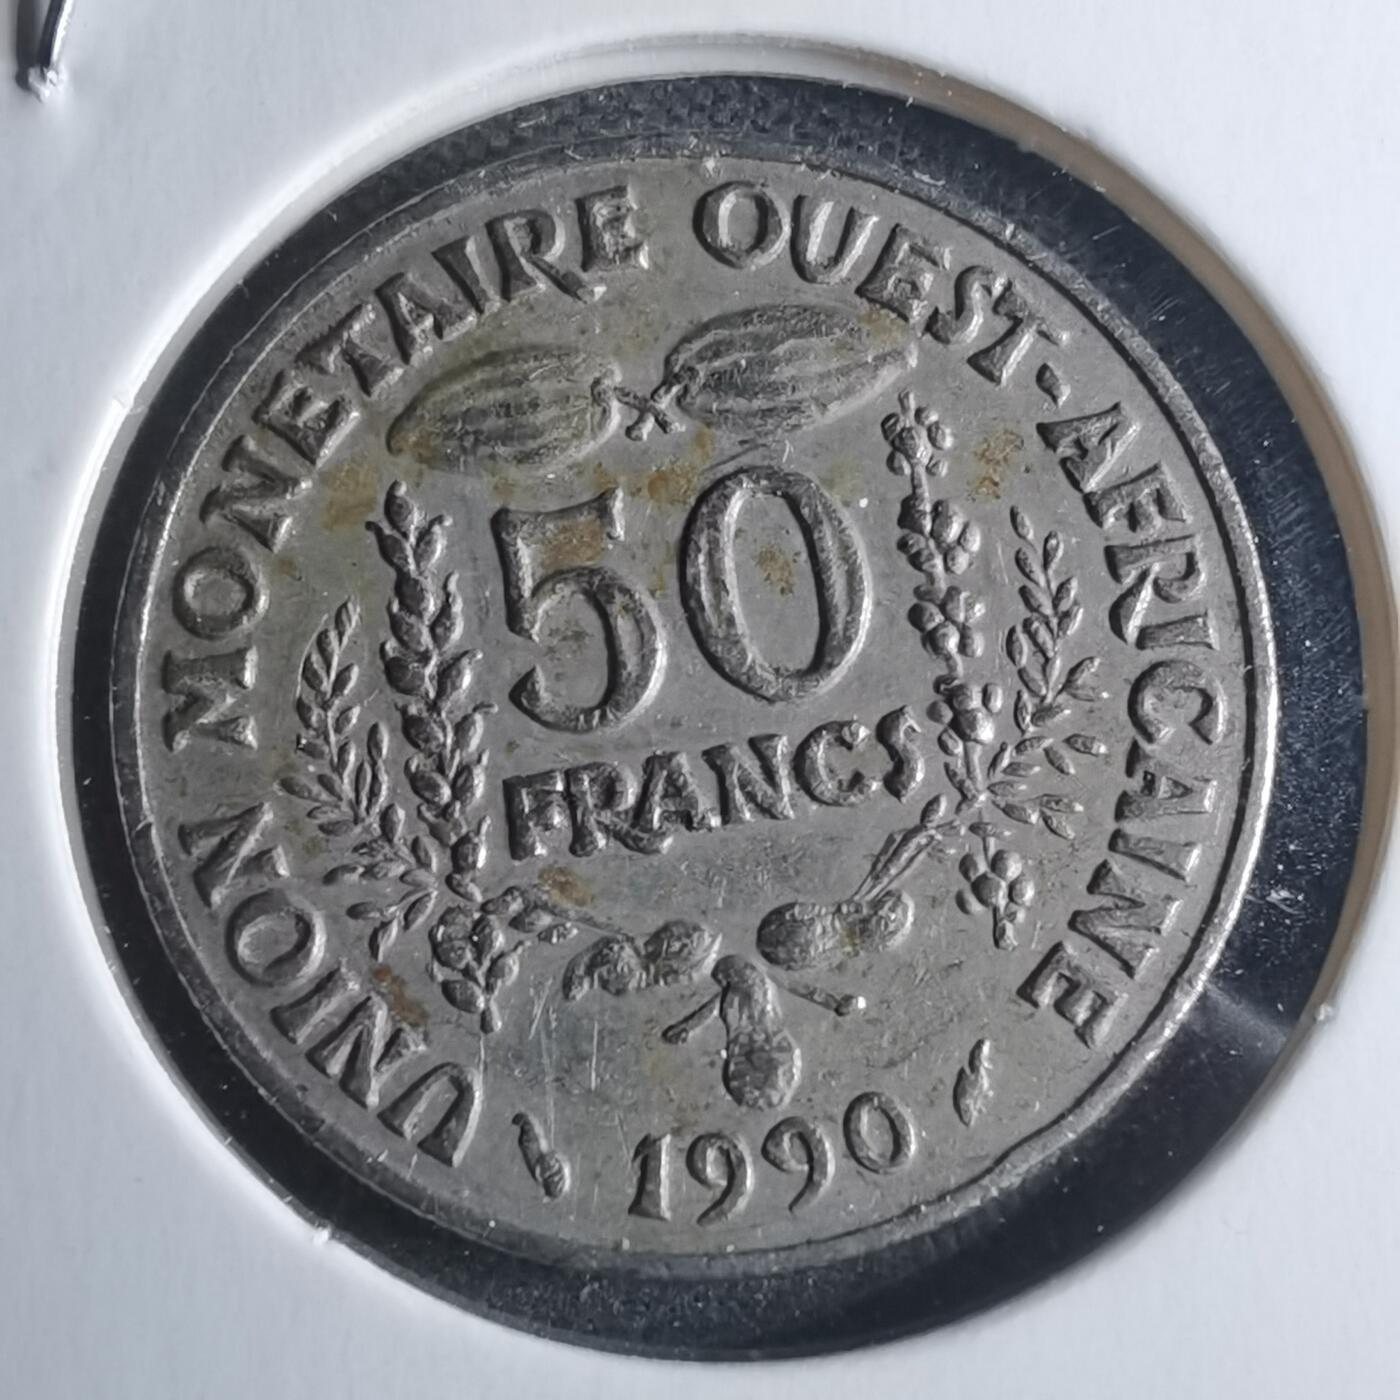 UNION MONETAIRE OUEST-AFRICAINE
50
FRANCS
1990